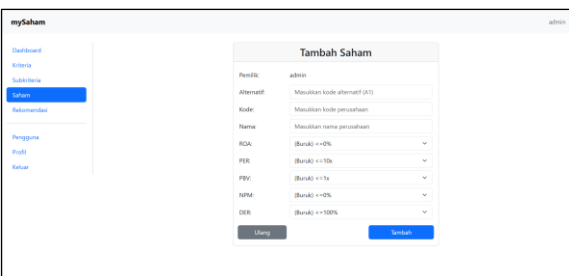 mySaham
admin
Dashboard
Kriteria
Subkriteria
Saham
Rekomendasi
Pengguna
Profil
Keluar
Tambah Saham
Pemilik: admin
Alternatif: Masukkan kode alternatif (A1)
Kode: Masukkan kode perusahaan
Nama: Masukkan nama perusahaan
ROA: (Buruk) <=0%
PER: (Buruk) <=10x
PBV: (Buruk) <=1x
NPM: (Buruk) <=0%
DER: (Buruk) <=100%
Ulang
Tambah